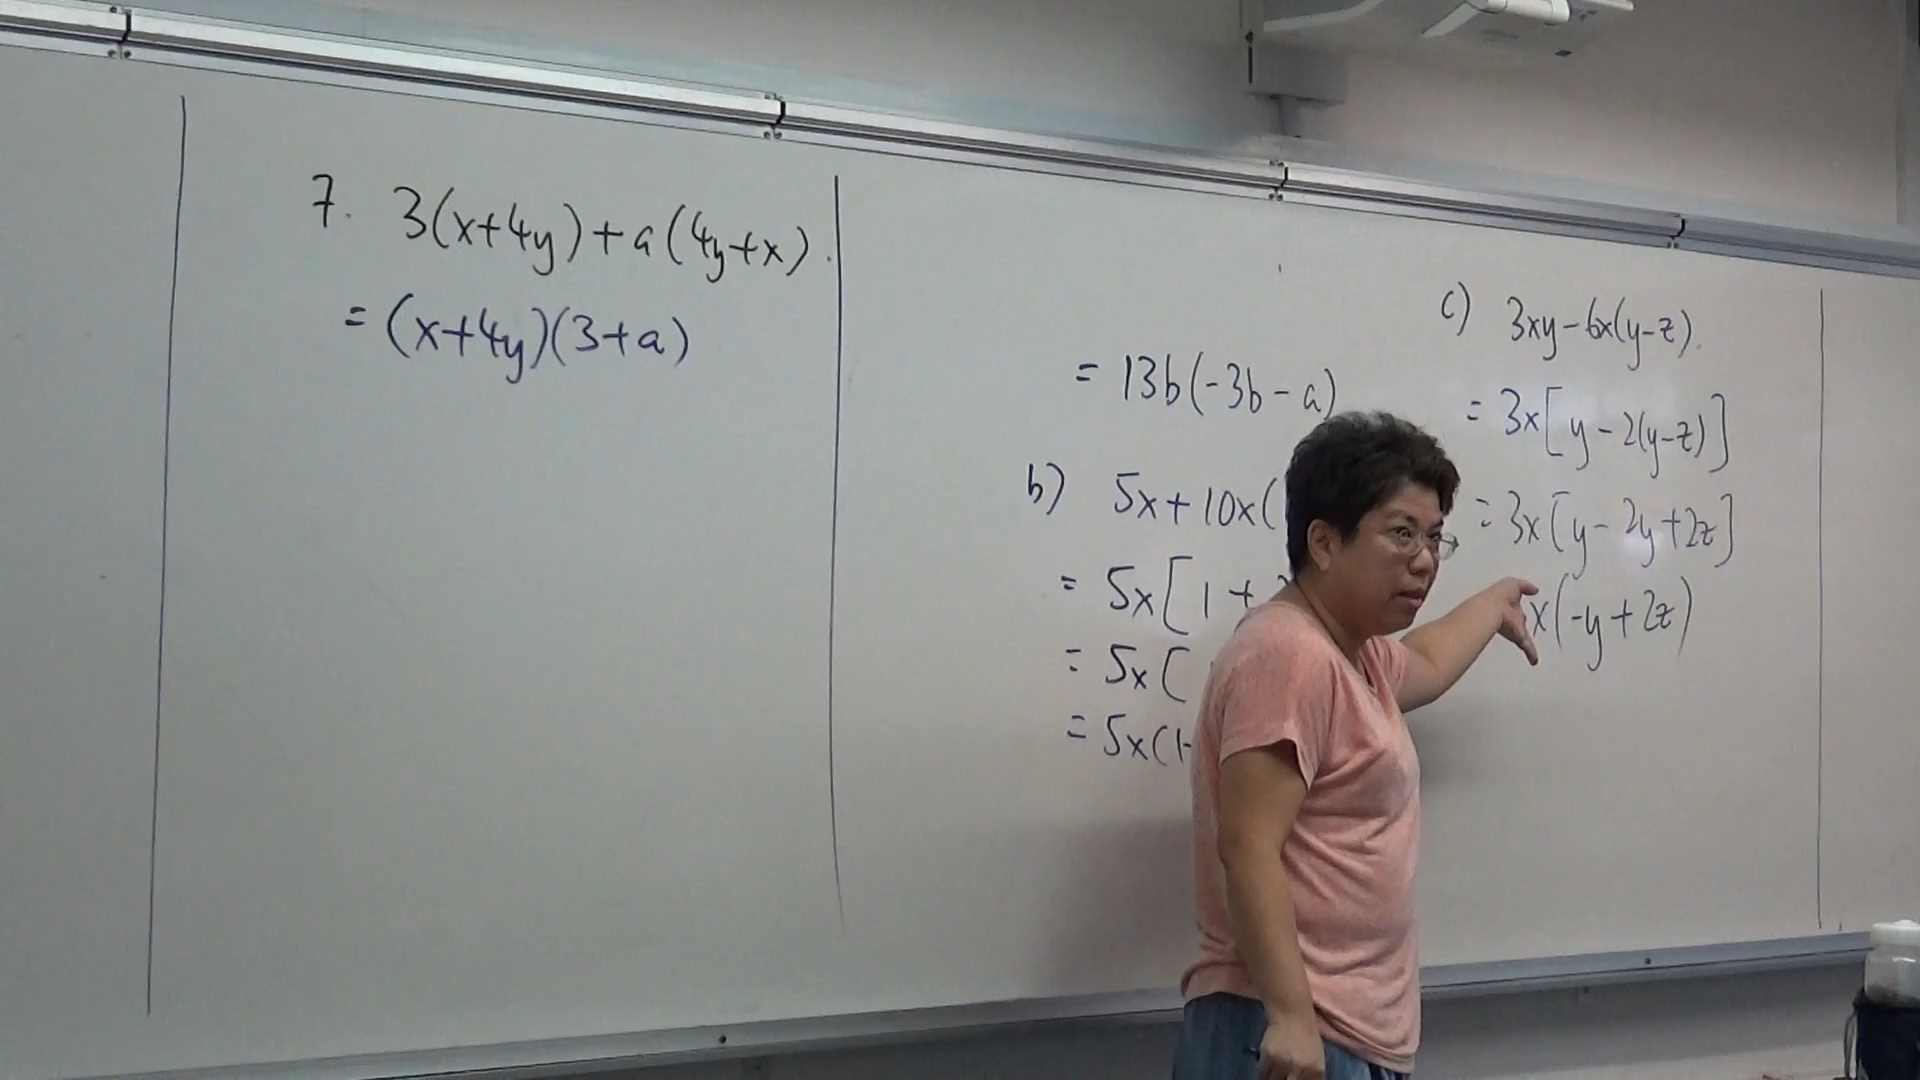 7. 3(x+4y)+a(4y+x).
= (x+4y)(3+a)
= 13b(-3b-a)
b) 5x+10x(
= 5x[1+
= 5x[
= 5x(1-
c) 3xy-6x(y-z).
= 3x[y-2(y-z)]
= 3x[y-2y+2z]
x(-y+2z)